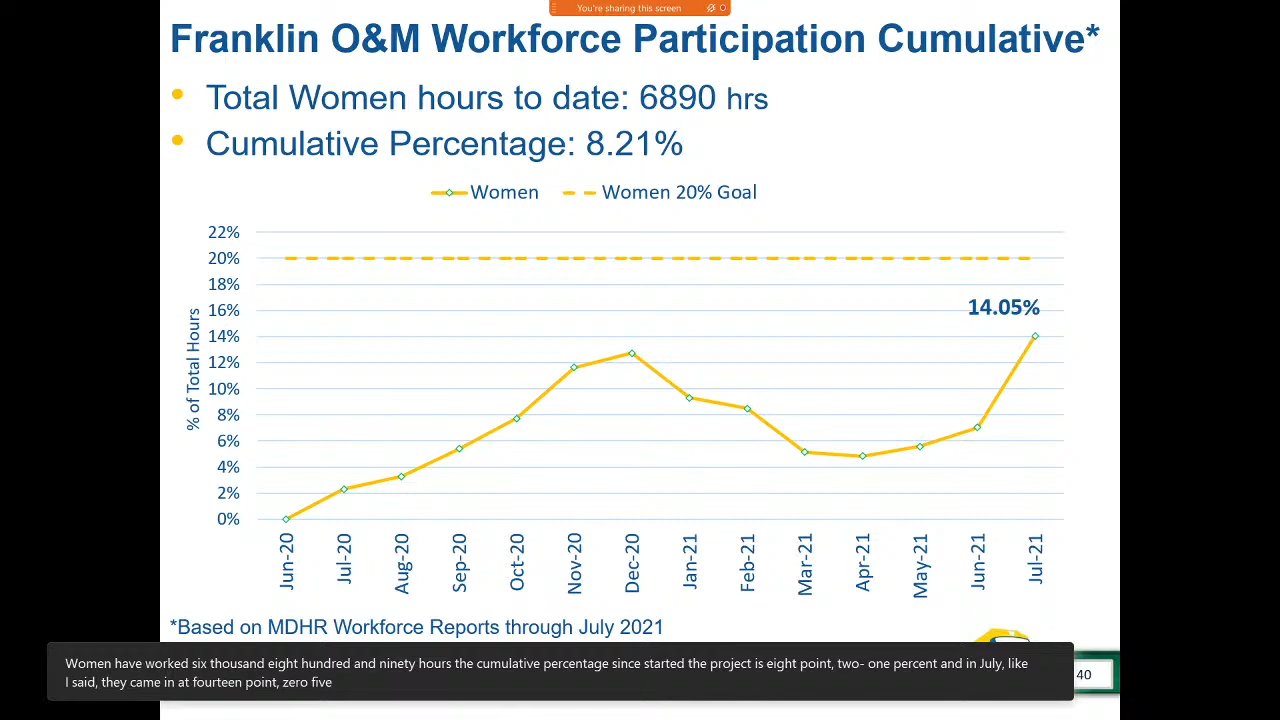 You're sharing this screen
Franklin O&M Workforce Participation Cumulative*
• Total Women hours to date: 6890 hrs
• Cumulative Percentage: 8.21%
Women
Women 20% Goal
% of Total Hours
22%
20%
18%
16%
14%
12%
10%
8%
6%
4%
2%
0%
14.05%
Jun-20
Jul-20
Aug-20
Sep-20
Oct-20
Nov-20
Dec-20
Jan-21
Feb-21
Mar-21
Apr-21
May-21
Jun-21
Jul-21
*Based on MDHR Workforce Reports through July 2021
Women have worked six thousand eight hundred and ninety hours the cumulative percentage since started the project is eight point, two- one percent and in July, like
I said, they came in at fourteen point, zero five
40